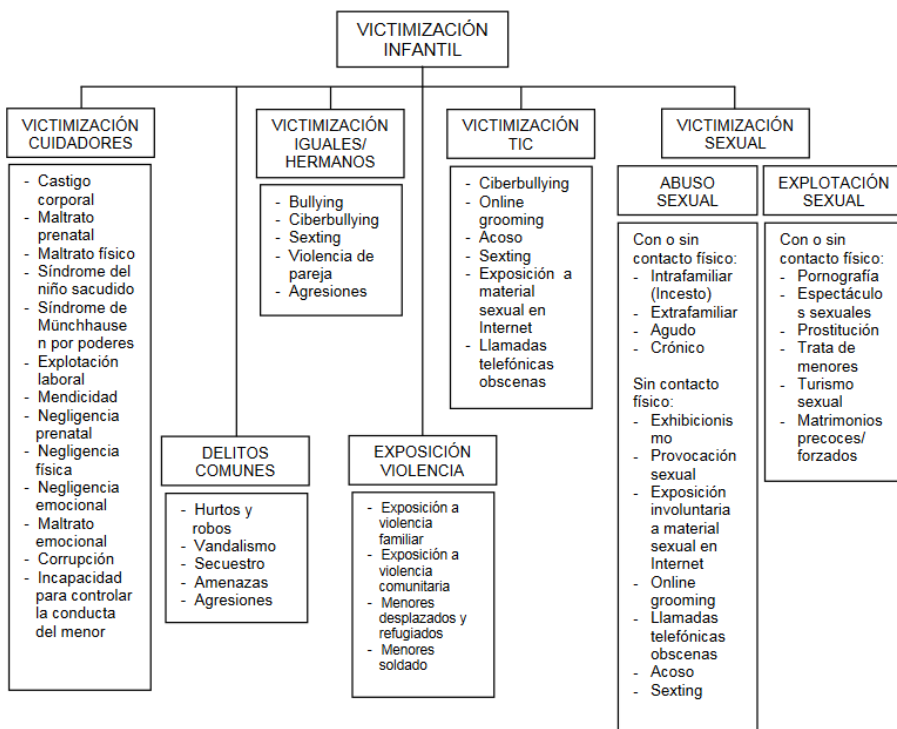 VICTIMIZACIÓN
INFANTIL
VICTIMIZACIÓN
CUIDADORES
- Castigo
corporal
- Maltrato
prenatal
- Maltrato físico
- Síndrome del
niño sacudido
- Síndrome de
Münchhause
n por poderes
- Explotación
laboral
- Mendicidad
- Negligencia
prenatal
- Negligencia
física
- Negligencia
emocional
- Maltrato
emocional
- Corrupción
- Incapacidad
para controlar
la conducta
del menor
DELITOS
COMUNES
- Hurtos y
robos
- Vandalismo
- Secuestro
- Amenazas
- Agresiones
VICTIMIZACIÓN
IGUALES/
HERMANOS
- Bullying
- Ciberbullying
- Sexting
- Violencia de
pareja
- Agresiones
EXPOSICIÓN
VIOLENCIA
- Exposición a
violencia
familiar
- Exposición a
violencia
comunitaria
- Menores
desplazados y
refugiados
- Menores
soldado
VICTIMIZACIÓN
TIC
- Ciberbullying
- Online
grooming
- Acoso
- Sexting
- Exposición a
material
sexual en
Internet
- Llamadas
telefónicas
obscenas
VICTIMIZACIÓN
SEXUAL
ABUSO
SEXUAL
Con o sin
contacto físico:
- Intrafamiliar
(Incesto)
- Extrafamiliar
- Agudo
- Crónico
Sin contacto
físico:
- Exhibicionis
mo
- Provocación
sexual
- Exposición
involuntaria
a material
sexual en
Internet
- Online
grooming
- Llamadas
telefónicas
obscenas
- Acoso
- Sexting
EXPLOTACIÓN
SEXUAL
Con o sin
contacto físico:
- Pornografía
- Espectáculo
s sexuales
- Prostitución
- Trata de
menores
- Turismo
sexual
- Matrimonios
precoces/
forzados